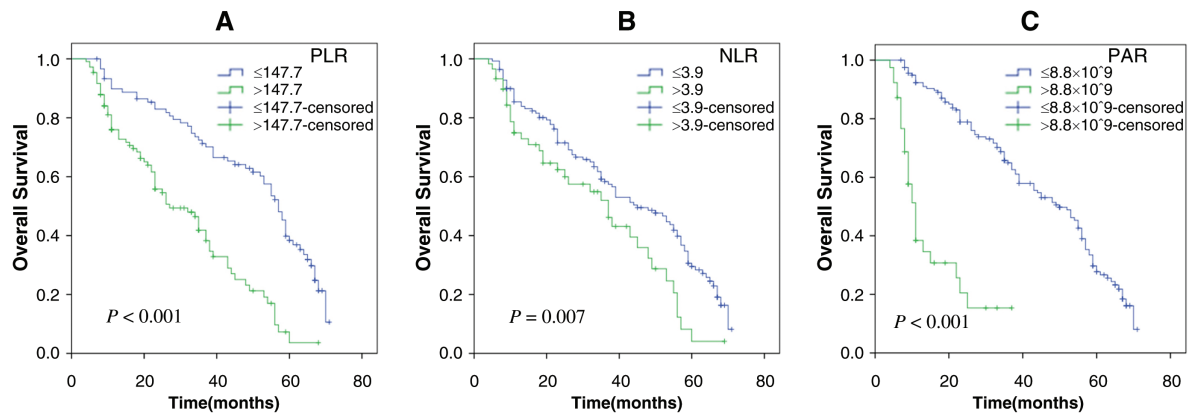 A
PLR
≤147.7
>147.7
≤147.7-censored
>147.7-censored
P < 0.001
Overall Survival
1.0
0.8
0.6
0.4
0.2
0.0
0 20 40 60 80
Time(months)
B
NLR
≤3.9
>3.9
≤3.9-censored
>3.9-censored
P = 0.007
Overall Survival
1.0
0.8
0.6
0.4
0.2
0.0
0 20 40 60 80
Time(months)
C
PAR
≤8.8×10^9
>8.8×10^9
≤8.8×10^9-censored
>8.8×10^9-censored
P < 0.001
Overall Survival
1.0
0.8
0.6
0.4
0.2
0.0
0 20 40 60 80
Time(months)